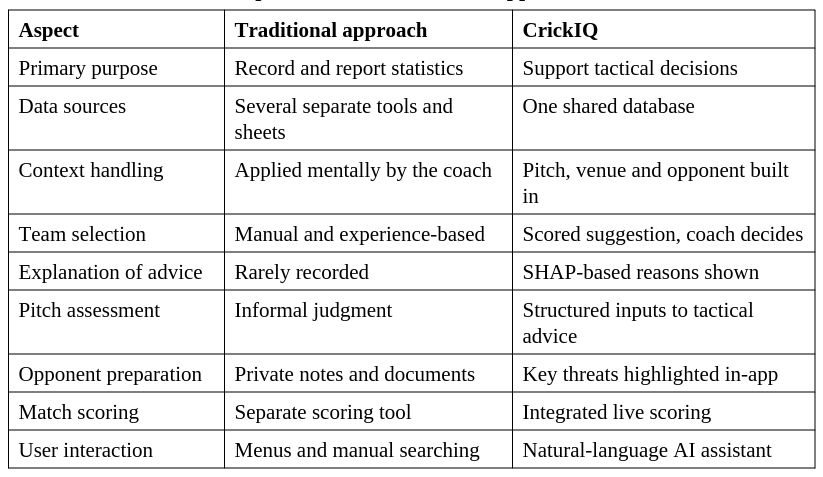 Aspect Traditional approach CrickIQ
Primary purpose Record and report statistics Support tactical decisions
Data sources Several separate tools and One shared database
sheets
Context handling Applied mentally by the coach Pitch, venue and opponent built
in
Team selection Manual and experience-based Scored suggestion, coach decides
Explanation of advice Rarely recorded SHAP-based reasons shown
Pitch assessment Informal judgment Structured inputs to tactical
advice
Opponent preparation Private notes and documents Key threats highlighted in-app
Match scoring Separate scoring tool Integrated live scoring
User interaction Menus and manual searching Natural-language AI assistant